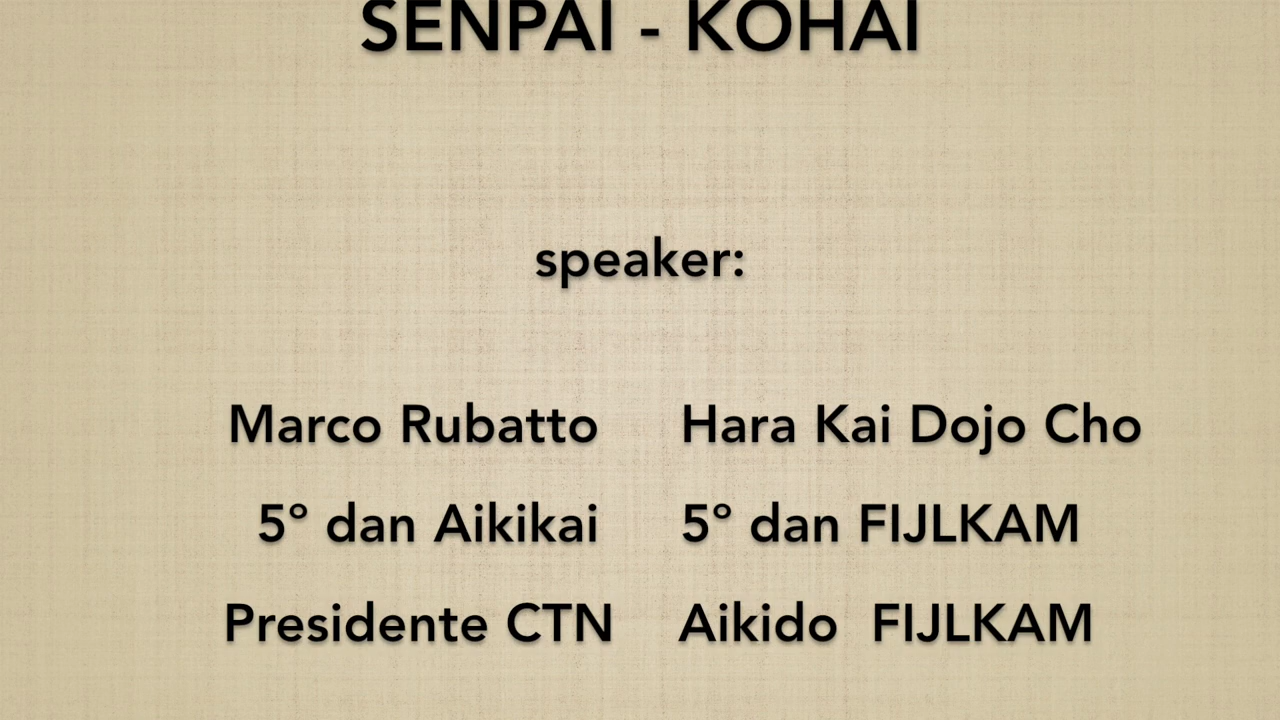 SENPAI - KOHAI
speaker:
Marco Rubatto Hara Kai Dojo Cho
5° dan Aikikai 5° dan FIJLKAM
Presidente CTN Aikido FIJLKAM